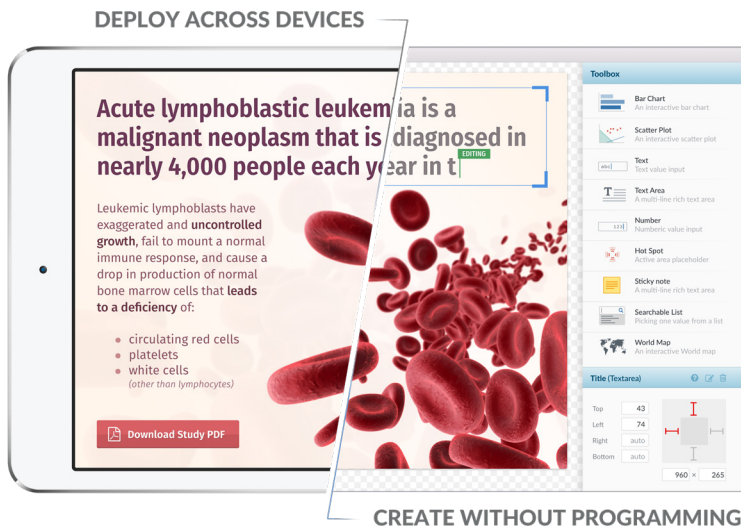 DEPLOY ACROSS DEVICES
Acute lymphoblastic leukemia is a
malignant neoplasm that is diagnosed in
nearly 4,000 people each year in t
EDITING
Leukemic lymphoblasts have
exaggerated and uncontrolled
growth, fail to mount a normal
immune response, and cause a
drop in production of normal
bone marrow cells that leads
to a deficiency of:
circulating red cells
platelets
white cells
(other than lymphocytes)
Download Study PDF
Toolbox
Bar Chart
An interactive bar chart
Scatter Plot
An interactive scatter plot
abc
Text
Text value input
T
Text Area
A multi-line rich text area
123
Number
Numberic value input
Hot Spot
Active area placeholder
Sticky note
A multi-line rich text area
Searchable List
Picking one value from a list
World Map
An interactive World map
Title (Textarea)
Top 43
Left 74
Right auto
Bottom auto
960 × 265
CREATE WITHOUT PROGRAMMING